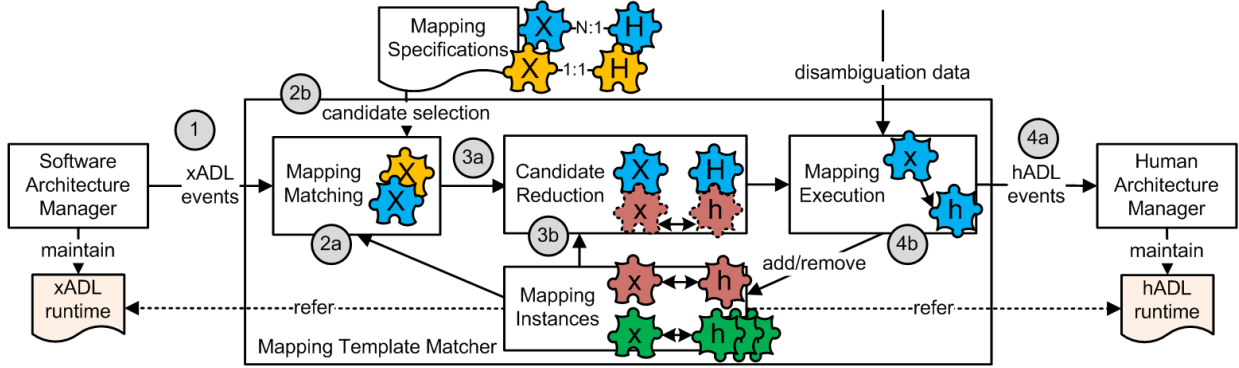 Mapping
Specifications
X
N:1
H
X
1:1
H
disambiguation data
2b
candidate selection
1
3a
4a
Software
Architecture
Manager
xADL
events
Mapping
Matching
X
X
Candidate
Reduction
X
H
x
h
Mapping
Execution
x
h
hADL
events
Human
Architecture
Manager
maintain
2a
3b
4b
maintain
add/remove
xADL
runtime
refer
Mapping
Instances
x
h
x
h
refer
hADL
runtime
Mapping Template Matcher